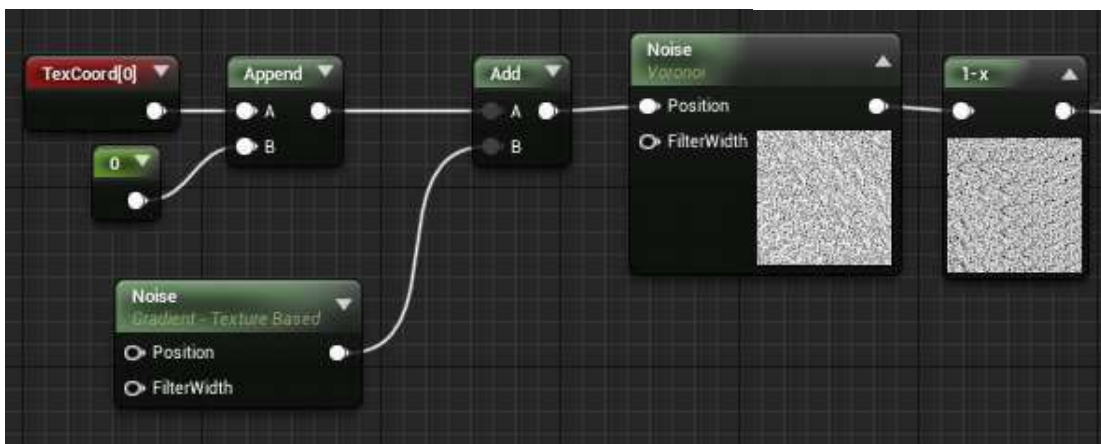 TexCoord[0]
0
Append
A
B
Noise
Gradient - Texture Based
Position
FilterWidth
Add
A
B
Noise
Voronoi
Position
FilterWidth
1-x